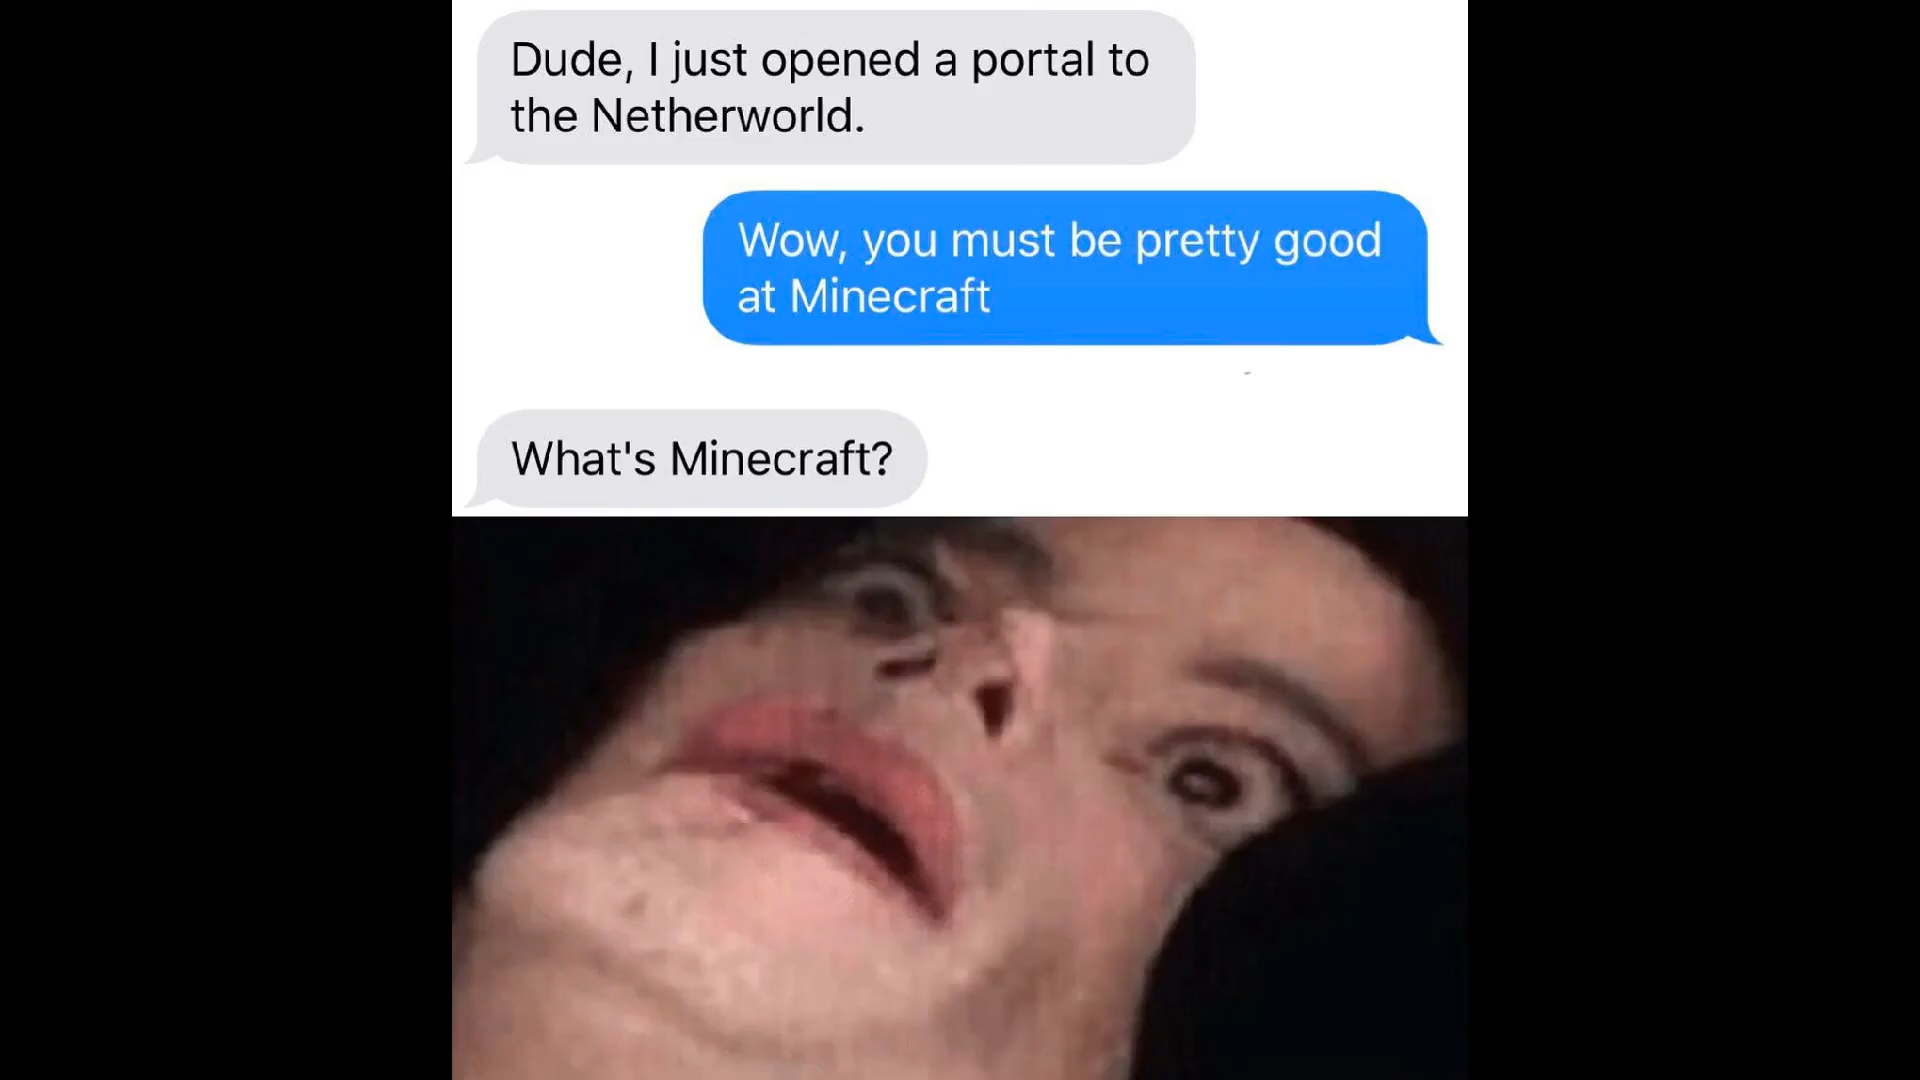 Dude, I just opened a portal to
the Netherworld.
Wow, you must be pretty good
at Minecraft
What's Minecraft?